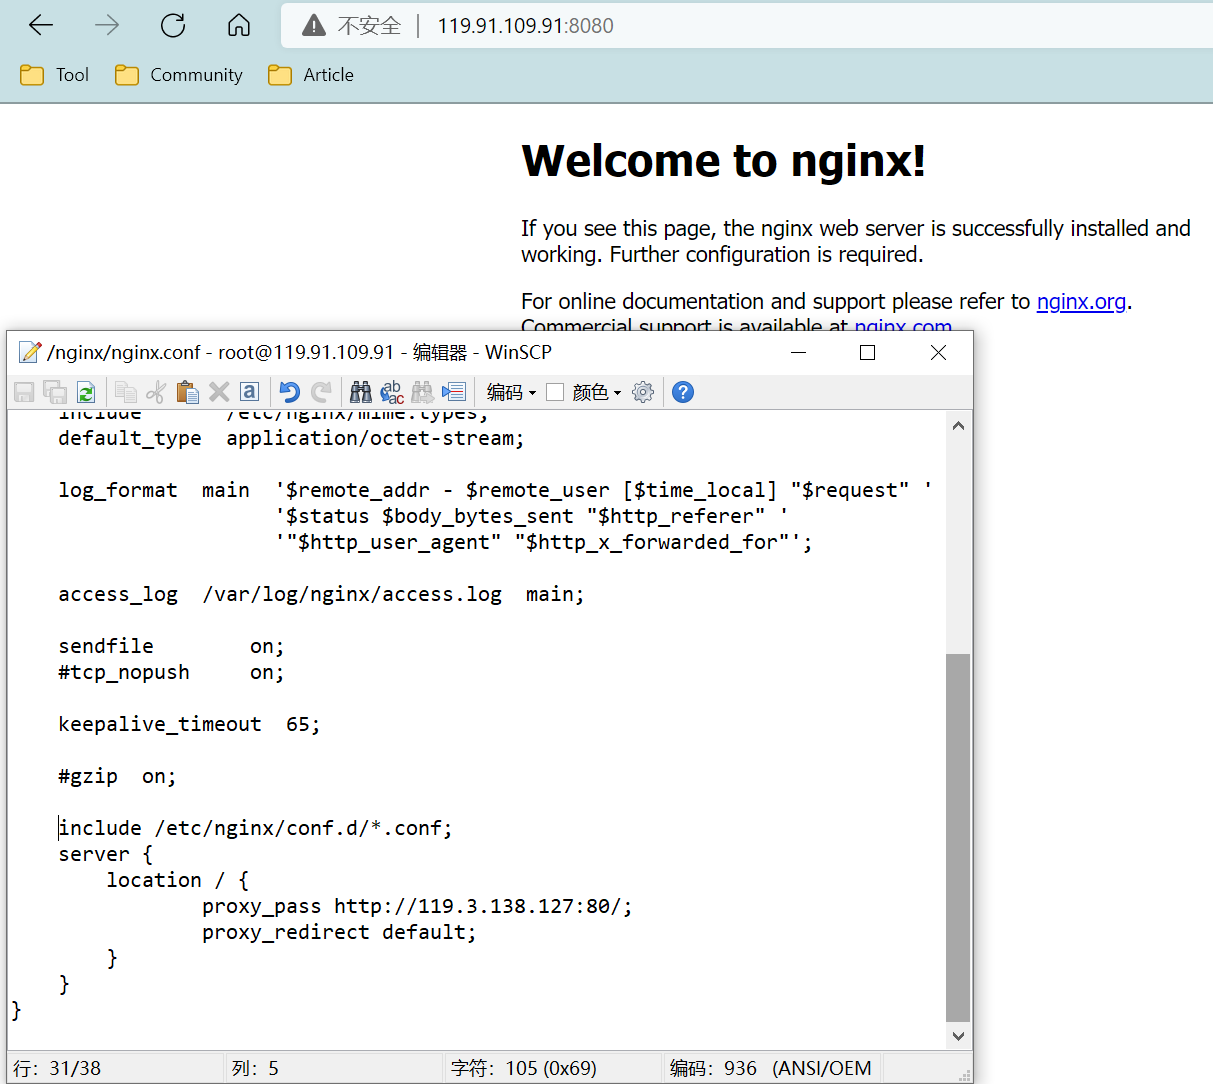 不安全 | 119.91.109.91:8080
Tool Community Article
Welcome to nginx!
If you see this page, the nginx web server is successfully installed and
working. Further configuration is required.
For online documentation and support please refer to nginx.org.
Commercial support is available at nginx.com
/nginx/nginx.conf - root@119.91.109.91 - 编辑器 - WinSCP
编码 颜色
include       /etc/nginx/mime.types;
default_type  application/octet-stream;
log_format  main  '$remote_addr - $remote_user [$time_local] "$request" '
'$status $body_bytes_sent "$http_referer" '
'"$http_user_agent" "$http_x_forwarded_for"';
access_log  /var/log/nginx/access.log  main;
sendfile        on;
#tcp_nopush     on;
keepalive_timeout  65;
#gzip  on;
include /etc/nginx/conf.d/*.conf;
server {
location / {
proxy_pass http://119.3.138.127:80/;
proxy_redirect default;
}
}
}
行：31/38 列：5 字符：105 (0x69) 编码：936 (ANSI/OEM